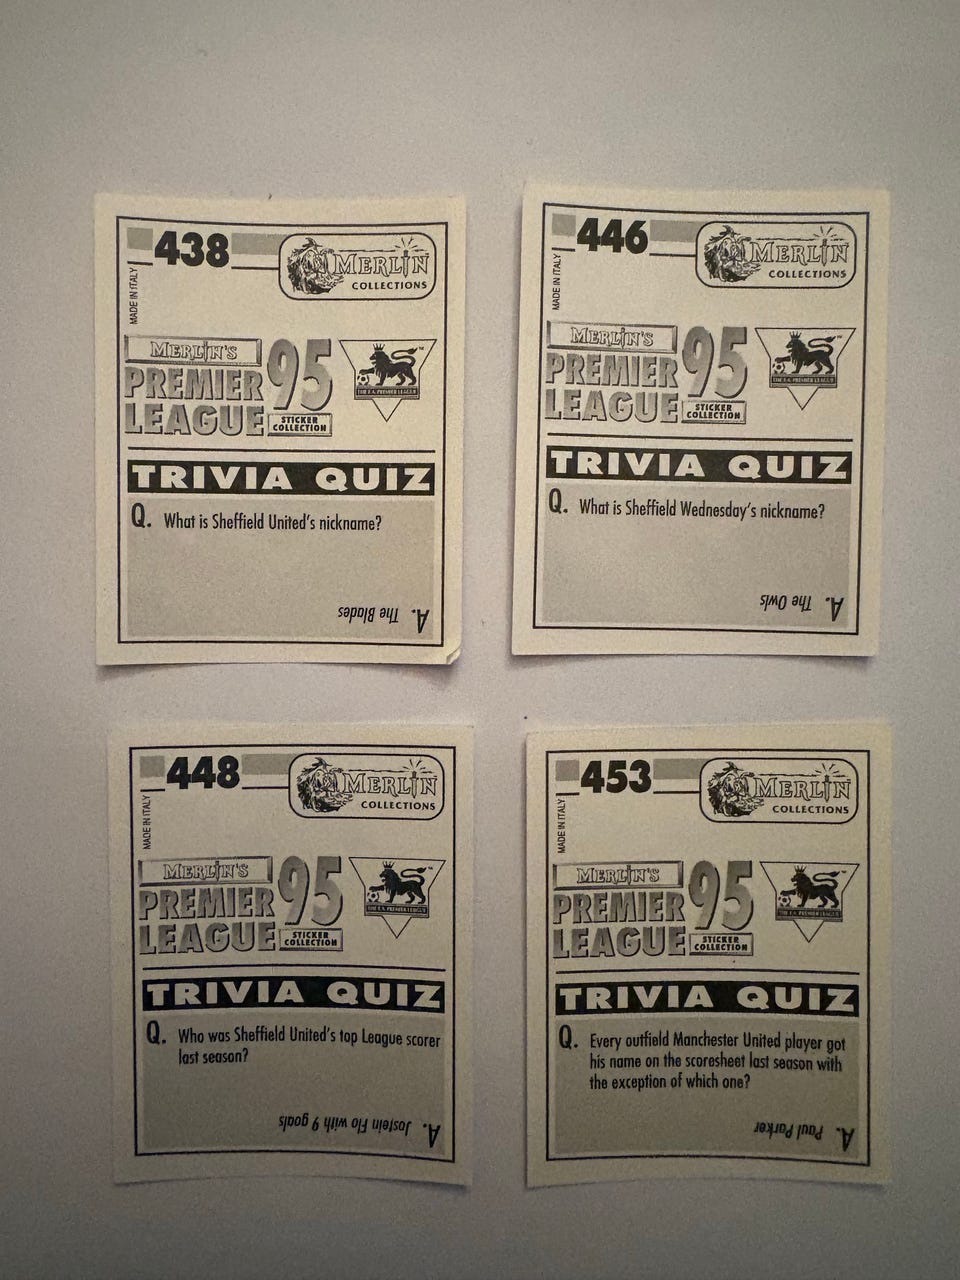 438
MERLIN
COLLECTIONS
MADE IN ITALY
MERLIN'S
PREMIER
LEAGUE
95
STICKER
COLLECTION
THE F.A. PREMIER LEAGUE
TRIVIA QUIZ
Q. What is Sheffield United's nickname?
A. The Blades
446
MERLIN
COLLECTIONS
MADE IN ITALY
MERLIN'S
PREMIER
LEAGUE
95
STICKER
COLLECTION
THE F.A. PREMIER LEAGUE
TRIVIA QUIZ
Q. What is Sheffield Wednesday's nickname?
A. The Owls
448
MERLIN
COLLECTIONS
MADE IN ITALY
MERLIN'S
PREMIER
LEAGUE
95
STICKER
COLLECTION
THE F.A. PREMIER LEAGUE
TRIVIA QUIZ
Q. Who was Sheffield United's top League scorer
last season?
A. Jostein Flo with 9 goals
453
MERLIN
COLLECTIONS
MADE IN ITALY
MERLIN'S
PREMIER
LEAGUE
95
STICKER
COLLECTION
THE F.A. PREMIER LEAGUE
TRIVIA QUIZ
Q. Every outfield Manchester United player got
his name on the scoresheet last season with
the exception of which one?
A. Paul Parker